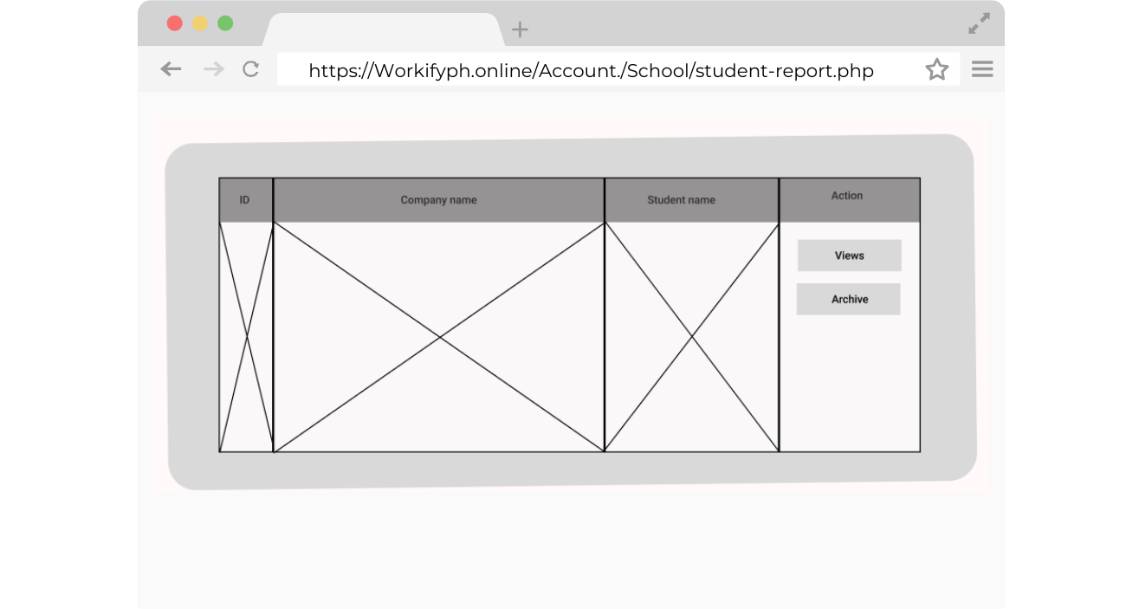 https://Workifyph.online/Account./School/student-report.php
ID Company name Student name Action
Views
Archive